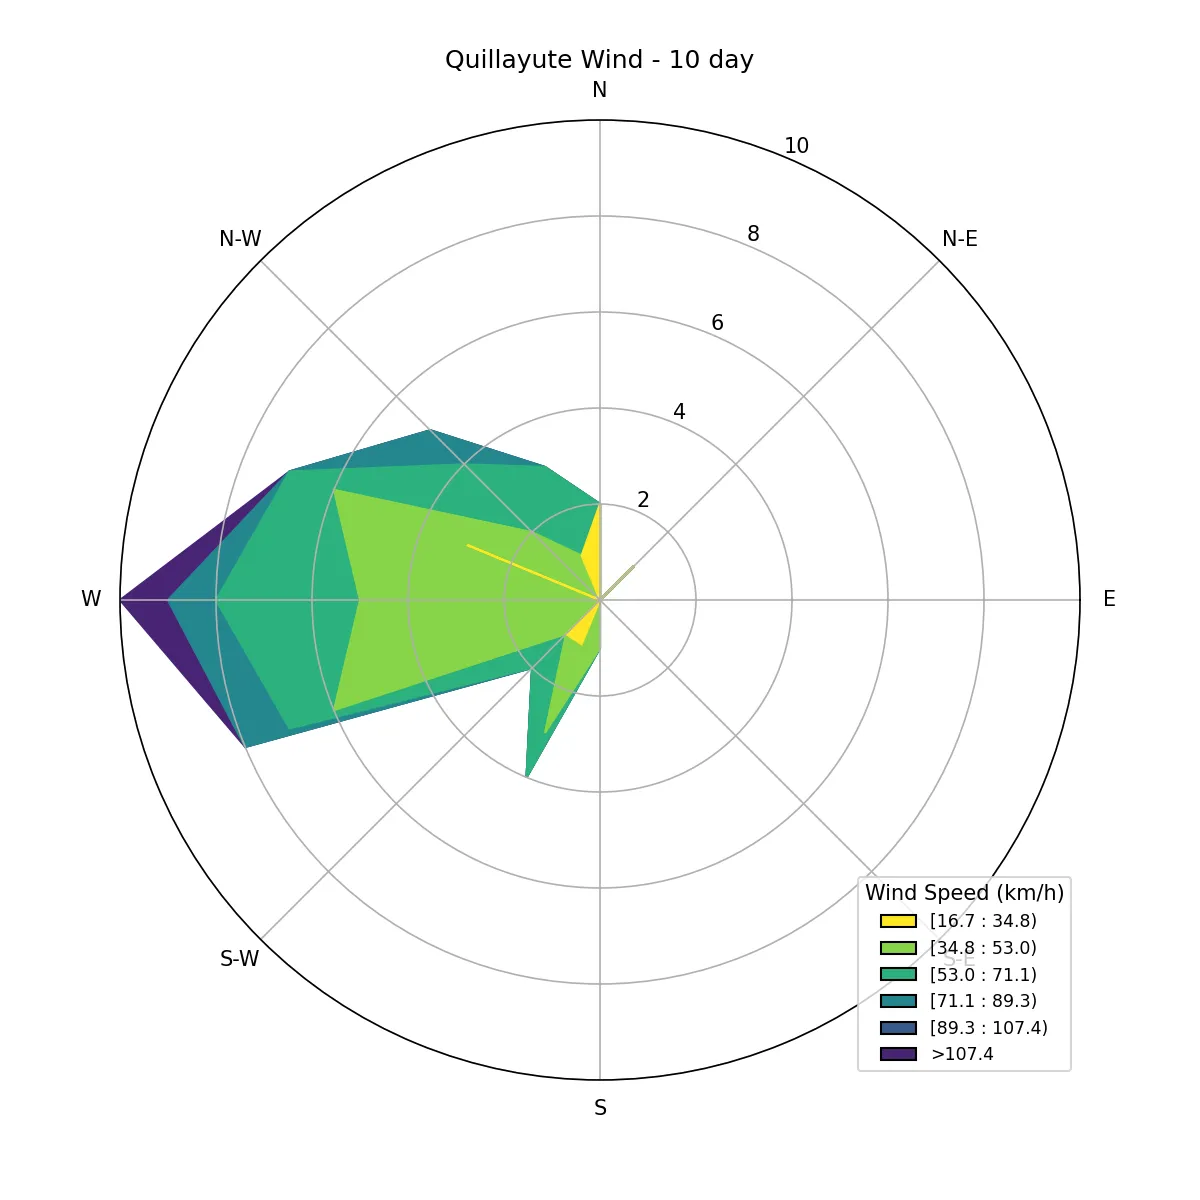 Quillayute Wind - 10 day
N
10
N-W
8
N-E
6
4
2
W
E
S-W
S-E
S
Wind Speed (km/h)
[16.7 : 34.8)
[34.8 : 53.0)
[53.0 : 71.1)
[71.1 : 89.3)
[89.3 : 107.4)
>107.4